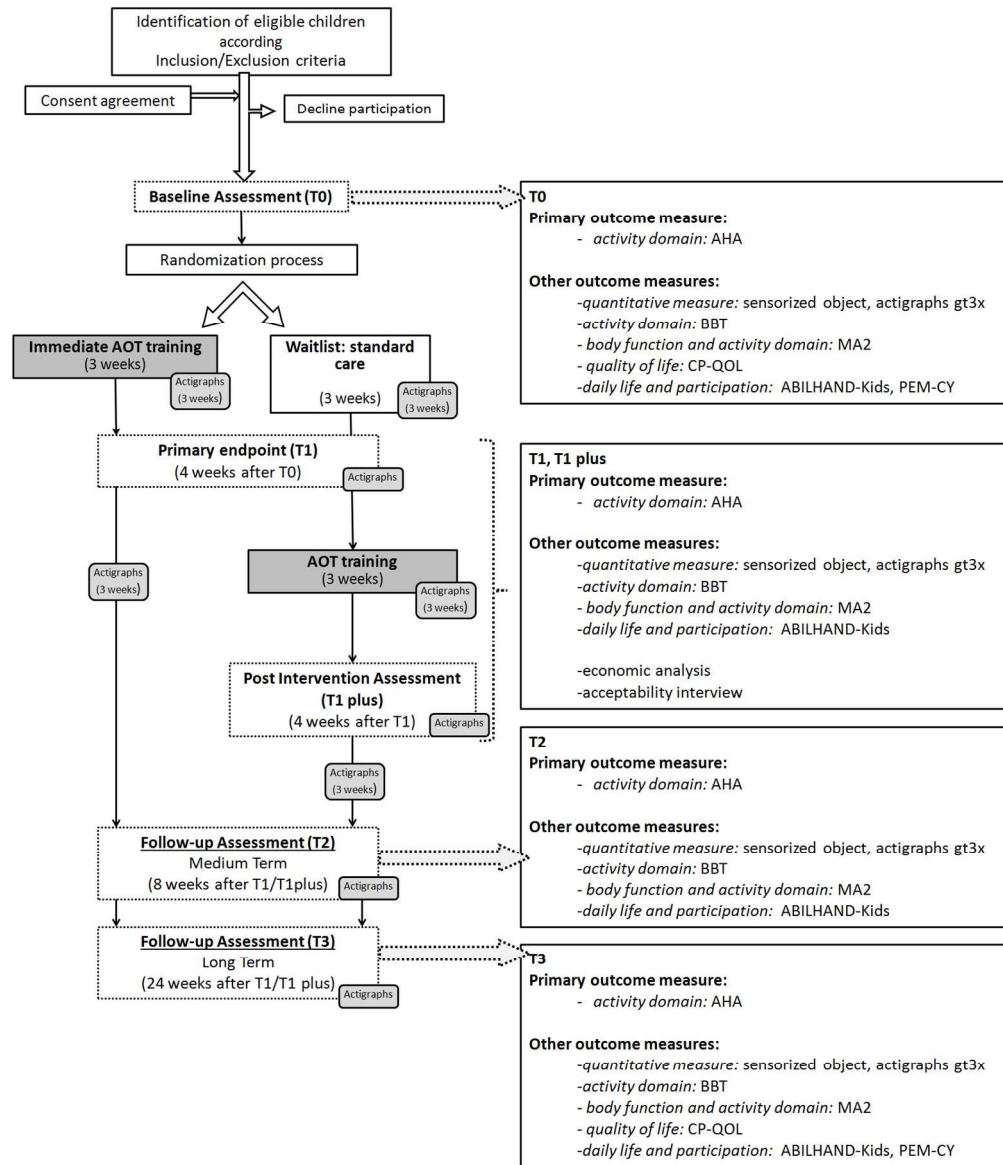 Identification of eligible children
according
Inclusion/Exclusion criteria
Consent agreement
Decline participation
Baseline Assessment (T0)
Randomization process
Immediate AOT training
(3 weeks)
Actigraphs
(3 weeks)
Waitlist: standard
care
(3 weeks)
Actigraphs
(3 weeks)
Primary endpoint (T1)
(4 weeks after T0)
Actigraphs
Actigraphs
(3 weeks)
AOT training
(3 weeks)
Actigraphs
(3 weeks)
Post Intervention Assessment
(T1 plus)
(4 weeks after T1)
Actigraphs
Actigraphs
(3 weeks)
Follow-up Assessment (T2)
Medium Term
(8 weeks after T1/T1plus)
Actigraphs
Follow-up Assessment (T3)
Long Term
(24 weeks after T1/T1 plus)
Actigraphs
T0
Primary outcome measure:
- activity domain: AHA
Other outcome measures:
-quantitative measure: sensorized object, actigraphs gt3x
-activity domain: BBT
- body function and activity domain: MA2
- quality of life: CP-QOL
-daily life and participation: ABILHAND-Kids, PEM-CY
T1, T1 plus
Primary outcome measure:
- activity domain: AHA
Other outcome measures:
-quantitative measure: sensorized object, actigraphs gt3x
-activity domain: BBT
- body function and activity domain: MA2
-daily life and participation: ABILHAND-Kids
-economic analysis
-acceptability interview
T2
Primary outcome measure:
- activity domain: AHA
Other outcome measures:
-quantitative measure: sensorized object, actigraphs gt3x
-activity domain: BBT
- body function and activity domain: MA2
-daily life and participation: ABILHAND-Kids
T3
Primary outcome measure:
- activity domain: AHA
Other outcome measures:
-quantitative measure: sensorized object, actigraphs gt3x
-activity domain: BBT
- body function and activity domain: MA2
- quality of life: CP-QOL
-daily life and participation: ABILHAND-Kids, PEM-CY